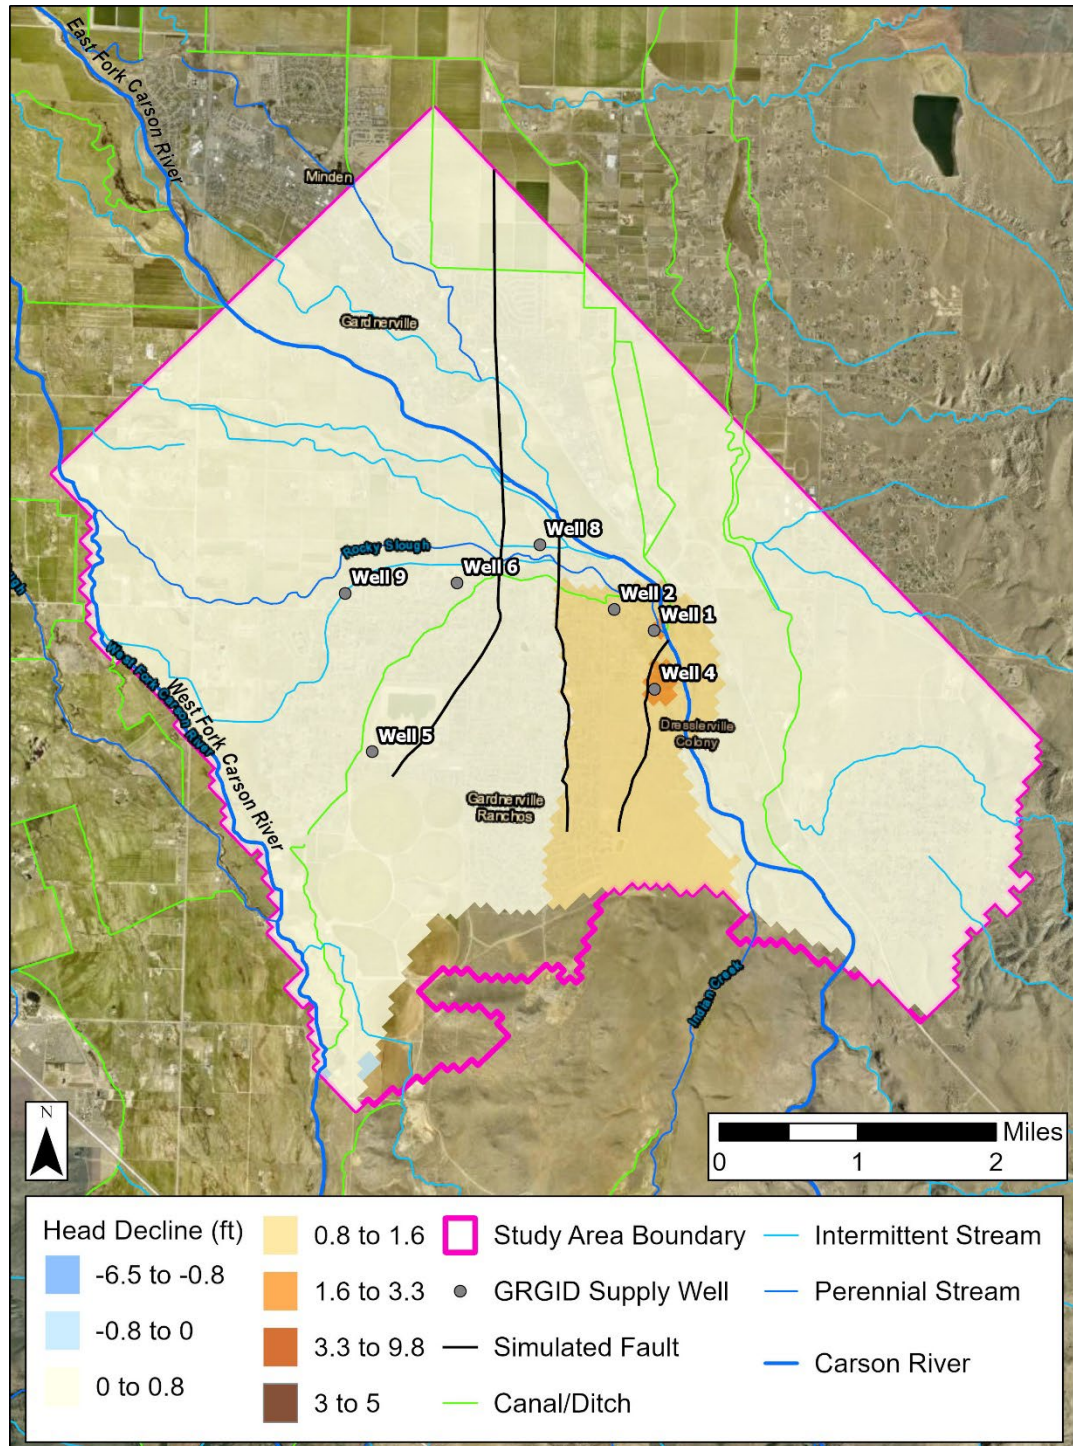 East Fork Carson River
Minden
Gardnerville
Well 8
Rocky Slough
Well 6
Well 9
Well 2
Well 1
ugh
West Fork Carson River
West Fork Carson River
Well 4
Dresslerville
Colony
Well 5
Gardnerville
Ranchos
Indian Creek
N
Miles
0
1
2
Head Decline (ft)
-6.5 to -0.8
-0.8 to 0
0 to 0.8
0.8 to 1.6
1.6 to 3.3
3.3 to 9.8
3 to 5
Study Area Boundary
GRGID Supply Well
Simulated Fault
Canal/Ditch
Intermittent Stream
Perennial Stream
Carson River